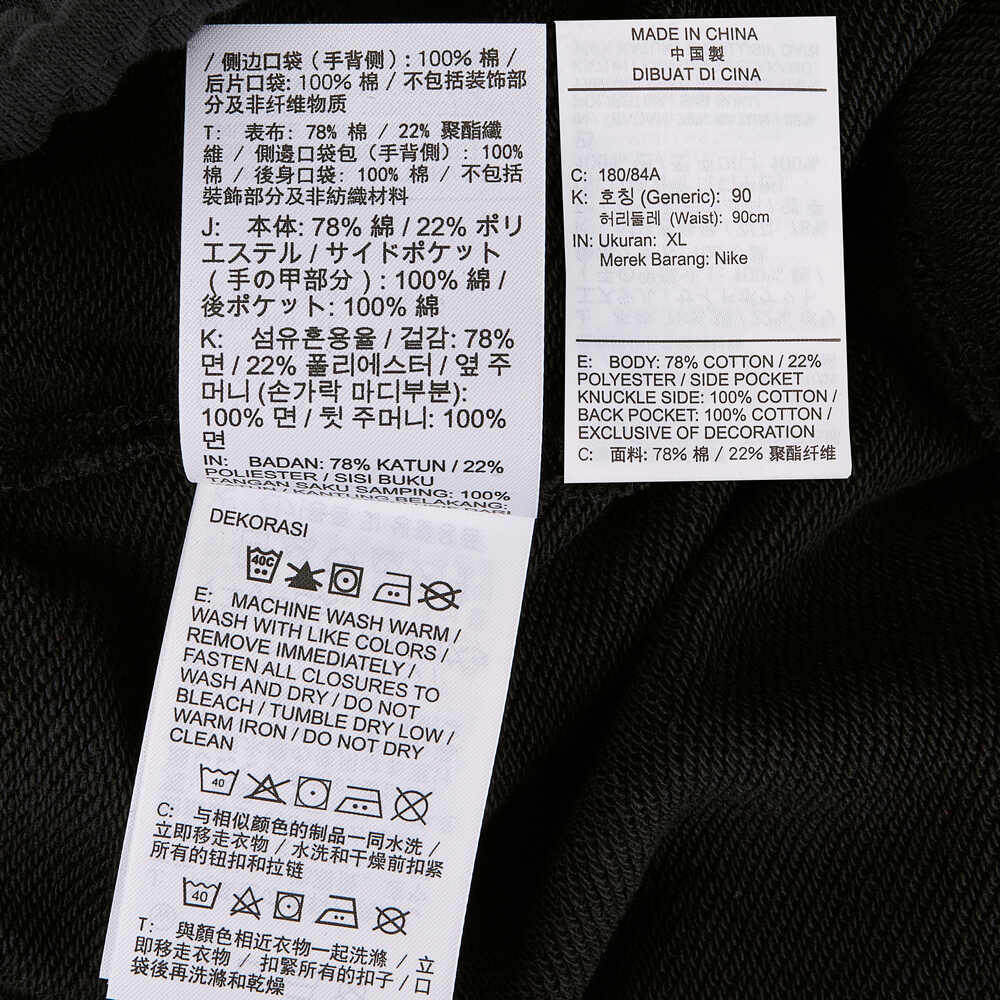 / 侧边口袋（手背侧）: 100% 棉 /
后片口袋: 100% 棉 / 不包括装饰部
分及非纤维物质
T: 表布: 78% 棉 / 22% 聚酯纖
維 / 側邊口袋包（手背側）: 100%
棉 / 後身口袋: 100% 棉 / 不包括
裝飾部分及非紡織材料
J: 本体: 78% 綿 / 22% ポリ
エステル / サイドポケット
( 手の甲部分 ) : 100% 綿 /
後ポケット: 100% 綿
K: 섬유혼용율 / 겉감: 78%
면 / 22% 폴리에스터 / 옆 주
머니 (손가락 마디부분):
100% 면 / 뒷 주머니: 100%
면
IN: BADAN: 78% KATUN / 22%
POLIESTER / SISI BUKU
TANGAN SAKU SAMPING: 100%
KATUN / KANTUNG BELAKANG:
MADE IN CHINA
中国製
DIBUAT DI CINA
C: 180/84A
K: 호칭 (Generic): 90
허리둘레 (Waist): 90cm
IN: Ukuran: XL
Merek Barang: Nike
E: BODY: 78% COTTON / 22%
POLYESTER / SIDE POCKET
KNUCKLE SIDE: 100% COTTON /
BACK POCKET: 100% COTTON /
EXCLUSIVE OF DECORATION
C: 面料: 78% 棉 / 22% 聚酯纤维
DEKORASI
40C
E: MACHINE WASH WARM /
WASH WITH LIKE COLORS /
REMOVE IMMEDIATELY /
FASTEN ALL CLOSURES TO
WASH AND DRY / DO NOT
BLEACH / TUMBLE DRY LOW /
WARM IRON / DO NOT DRY
CLEAN
40
C: 与相似颜色的制品一同水洗 /
立即移走衣物 / 水洗和干燥前扣紧
所有的钮扣和拉链
40
T: 與顏色相近衣物一起洗滌 / 立
即移走衣物 / 扣緊所有的扣子 / 口
袋後再洗滌和乾燥